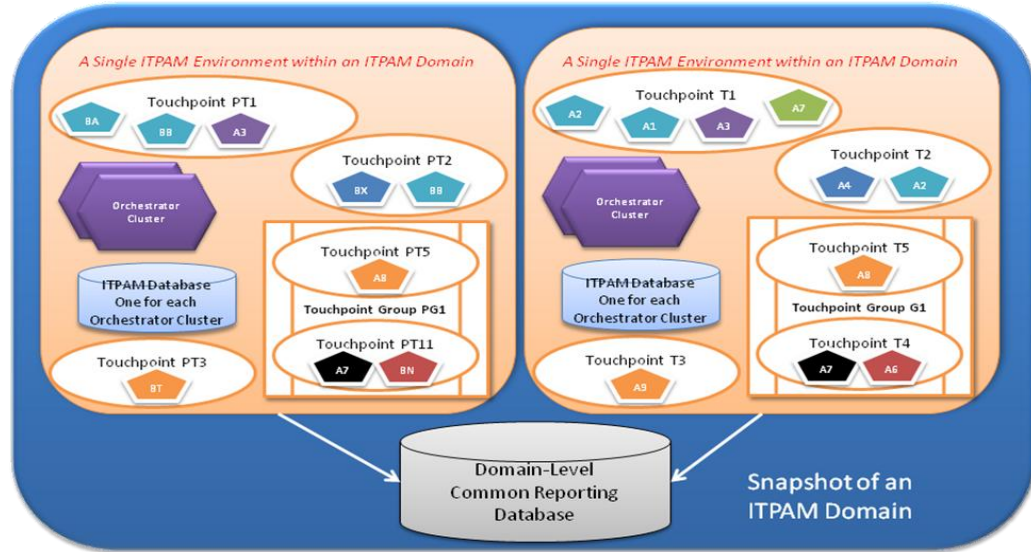 A Single ITPAM Environment within an ITPAM Domain
Touchpoint PT1
BA
BB
A3
Touchpoint PT2
BX
BB
Orchestrator
Cluster
Touchpoint PT5
A8
ITPAM Database
One for each
Orchestrator Cluster
Touchpoint Group PG1
Touchpoint PT3
BT
Touchpoint PT11
A7
BN
A Single ITPAM Environment within an ITPAM Domain
Touchpoint T1
A2
A1
A3
A7
Touchpoint T2
A4
A2
Orchestrator
Cluster
Touchpoint T5
A8
ITPAM Database
One for each
Orchestrator Cluster
Touchpoint Group G1
Touchpoint T3
A9
Touchpoint T4
A7
A6
Domain-Level
Common Reporting
Database
Snapshot of an
ITPAM Domain